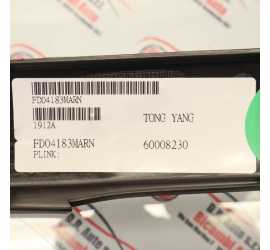 FD04183MARN
1912A
TONG YANG
FD04183MARN 60008230
PLINK: